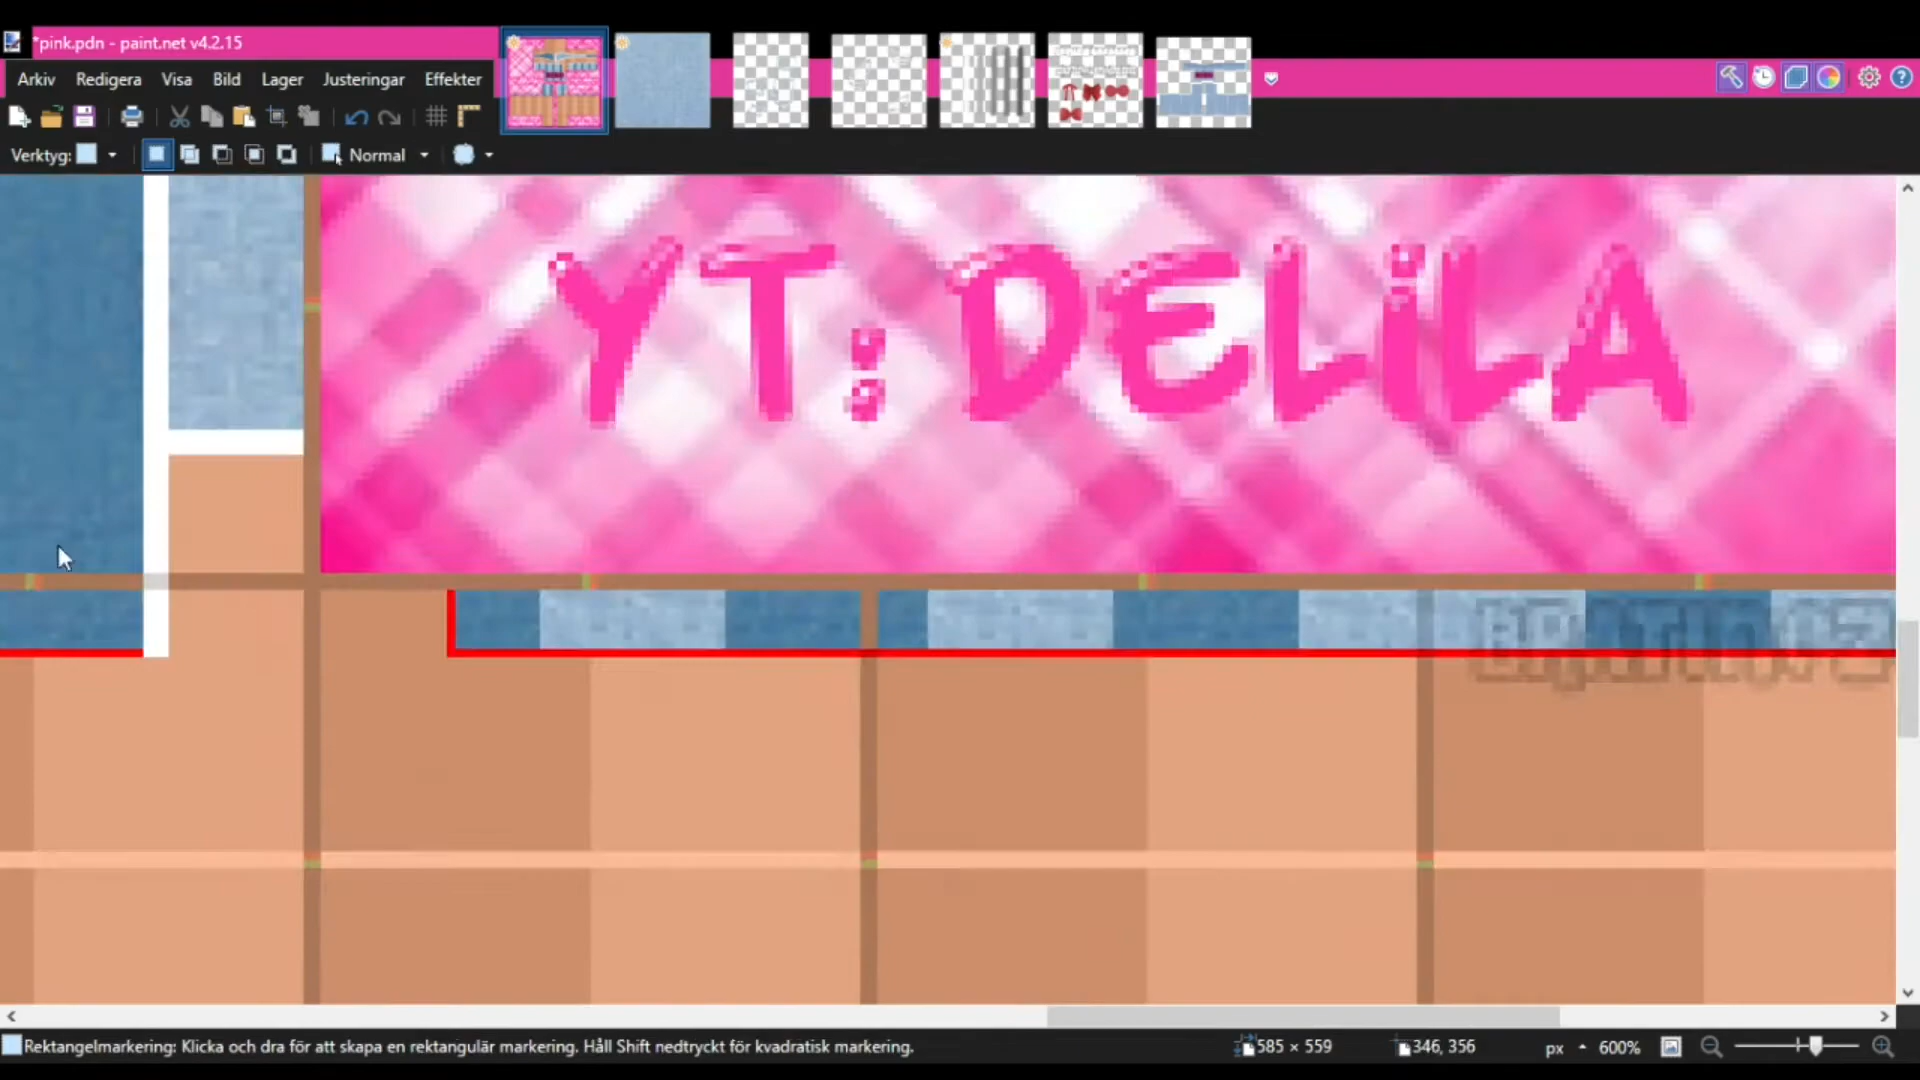 *pink.pdn - paint.net v4.2.15
Arkiv Redigera Visa Bild Lager Justeringar Effekter
Verktyg: Normal
YT: DELiLA
Rektangelmarkering: Klicka och dra för att skapa en rektangulär markering. Håll Shift nedtryckt för kvadratisk markering.
585 × 559
346, 356
px
600%